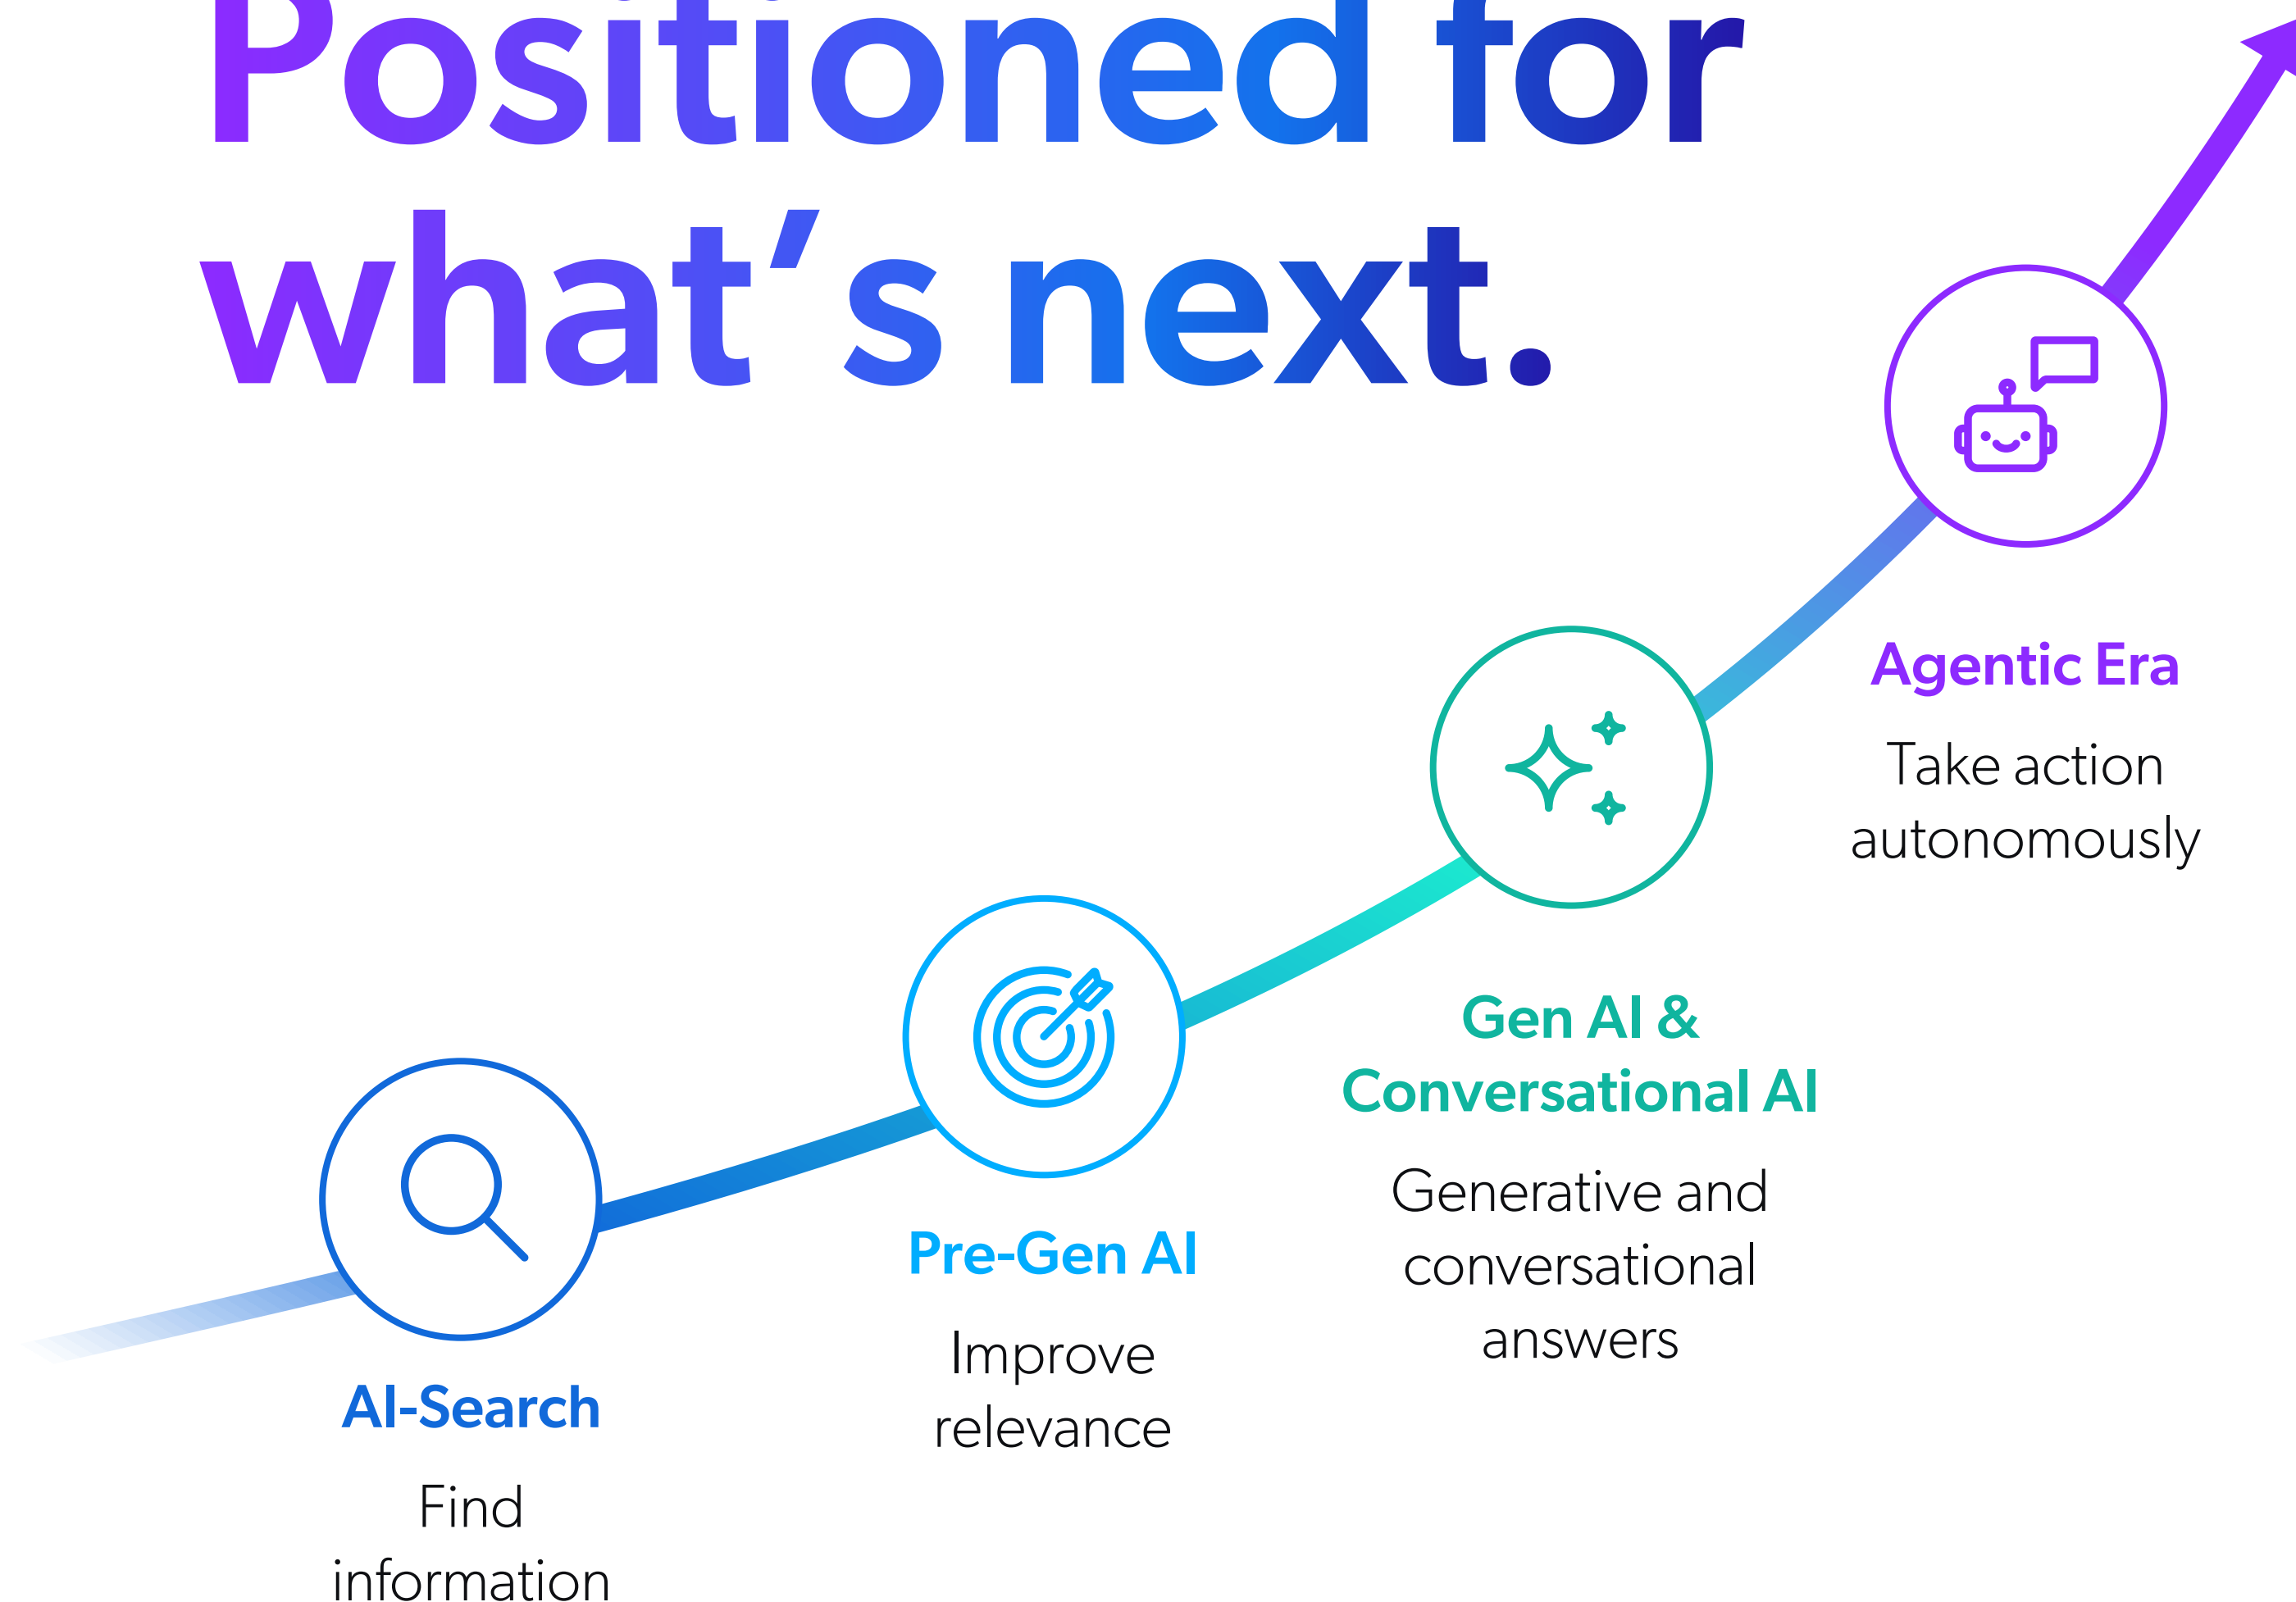 Positioned for
what’s next.
Agentic Era
Take action
autonomously
Gen AI &
Conversational AI
Generative and
conversational
answers
Pre-Gen AI
Improve
relevance
AI-Search
Find
information